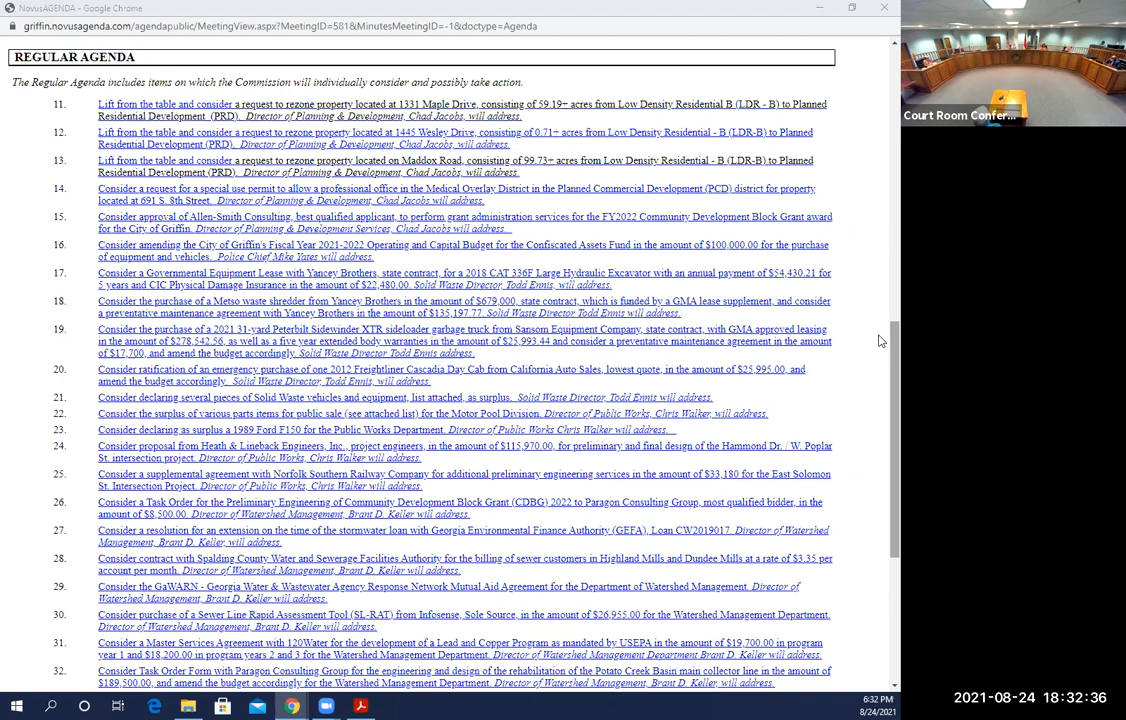 NovusAGENDA - Google Chrome
griffin.novusagenda.com/agendapublic/MeetingView.aspx?MeetingID=581&MinutesMeetingID=-1&doctype=Agenda
REGULAR AGENDA
The Regular Agenda includes items on which the Commission will individually consider and possibly take action.
11. Lift from the table and consider a request to rezone property located at 1331 Maple Drive, consisting of 59.19+ acres from Low Density Residential B (LDR - B) to Planned
Residential Development (PRD). Director of Planning & Development, Chad Jacobs, will address.
12. Lift from the table and consider a request to rezone property located at 1445 Wesley Drive, consisting of 0.71+ acres from Low Density Residential - B (LDR-B) to Planned
Residential Development (PRD). Director of Planning & Development, Chad Jacobs, will address.
13. Lift from the table and consider a request to rezone property located on Maddox Road, consisting of 99.73+ acres from Low Density Residential - B (LDR-B) to Planned
Residential Development (PRD). Director of Planning & Development, Chad Jacobs, will address.
14. Consider a request for a special use permit to allow a professional office in the Medical Overlay District in the Planned Commercial Development (PCD) district for property
located at 691 S. 8th Street. Director of Planning & Development, Chad Jacobs will address.
15. Consider approval of Allen-Smith Consulting, best qualified applicant, to perform grant administration services for the FY2022 Community Development Block Grant award
for the City of Griffin. Director of Planning & Development Services, Chad Jacobs will address.
16. Consider amending the City of Griffin's Fiscal Year 2021-2022 Operating and Capital Budget for the Confiscated Assets Fund in the amount of $100,000.00 for the purchase
of equipment and vehicles. Police Chief Mike Yates will address.
17. Consider a Governmental Equipment Lease with Yancey Brothers, state contract, for a 2018 CAT 336F Large Hydraulic Excavator with an annual payment of $54,430.21 for
5 years and CIC Physical Damage Insurance in the amount of $22,480.00. Solid Waste Director, Todd Ennis, will address.
18. Consider the purchase of a Metso waste shredder from Yancey Brothers in the amount of $679,000, state contract, which is funded by a GMA lease supplement, and consider
a preventative maintenance agreement with Yancey Brothers in the amount of $135,197.77. Solid Waste Director Todd Ennis will address.
19. Consider the purchase of a 2021 31-yard Peterbilt Sidewinder XTR sideloader garbage truck from Sansom Equipment Company, state contract, with GMA approved leasing
in the amount of $278,542.56, as well as a five year extended body warranties in the amount of $25,993.44 and consider a preventative maintenance agreement in the amount
of $17,700, and amend the budget accordingly. Solid Waste Director Todd Ennis address.
20. Consider ratification of an emergency purchase of one 2012 Freightliner Cascadia Day Cab from California Auto Sales, lowest quote, in the amount of $25,995.00, and
amend the budget accordingly. Solid Waste Director, Todd Ennis, will address.
21. Consider declaring several pieces of Solid Waste vehicles and equipment, list attached, as surplus. Solid Waste Director, Todd Ennis will address.
22. Consider the surplus of various parts items for public sale (see attached list) for the Motor Pool Division. Director of Public Works, Chris Walker, will address.
23. Consider declaring as surplus a 1989 Ford F150 for the Public Works Department. Director of Public Works Chris Walker will address.
24. Consider proposal from Heath & Lineback Engineers, Inc., project engineers, in the amount of $115,970.00, for preliminary and final design of the Hammond Dr. / W. Poplar
St. intersection project. Director of Public Works, Chris Walker will address.
25. Consider a supplemental agreement with Norfolk Southern Railway Company for additional preliminary engineering services in the amount of $33,180 for the East Solomon
St. Intersection Project. Director of Public Works, Chris Walker will address.
26. Consider a Task Order for the Preliminary Engineering of Community Development Block Grant (CDBG) 2022 to Paragon Consulting Group, most qualified bidder, in the
amount of $8,500.00. Director of Watershed Management, Brant D. Keller will address.
27. Consider a resolution for an extension on the time of the stormwater loan with Georgia Environmental Finance Authority (GEFA), Loan CW2019017. Director of Watershed
Management, Brant D. Keller, will address.
28. Consider contract with Spalding County Water and Sewerage Facilities Authority for the billing of sewer customers in Highland Mills and Dundee Mills at a rate of $3.35 per
account per month. Director of Watershed Management, Brant D. Keller will address.
29. Consider the GaWARN - Georgia Water & Wastewater Agency Response Network Mutual Aid Agreement for the Department of Watershed Management. Director of
Watershed Management, Brant D. Keller will address.
30. Consider purchase of a Sewer Line Rapid Assessment Tool (SL-RAT) from Infosense, Sole Source, in the amount of $26,955.00 for the Watershed Management Department.
Director of Watershed Management, Brant D. Keller will address.
31. Consider a Master Services Agreement with 120Water for the development of a Lead and Copper Program as mandated by USEPA in the amount of $19,700.00 in program
year 1 and $18,200.00 in program years 2 and 3 for the Watershed Management Department. Director of Watershed Management Department Brant D. Keller will address.
32. Consider Task Order Form with Paragon Consulting Group for the engineering and design of the rehabilitation of the Potato Creek Basin main collector line in the amount of
$189,500.00, and amend the budget accordingly for the Watershed Management Department. Director of Watershed Management, Brant D. Keller, will address.
Court Room Confer...
6:32 PM
8/24/2021
2021-08-24 18:32:36